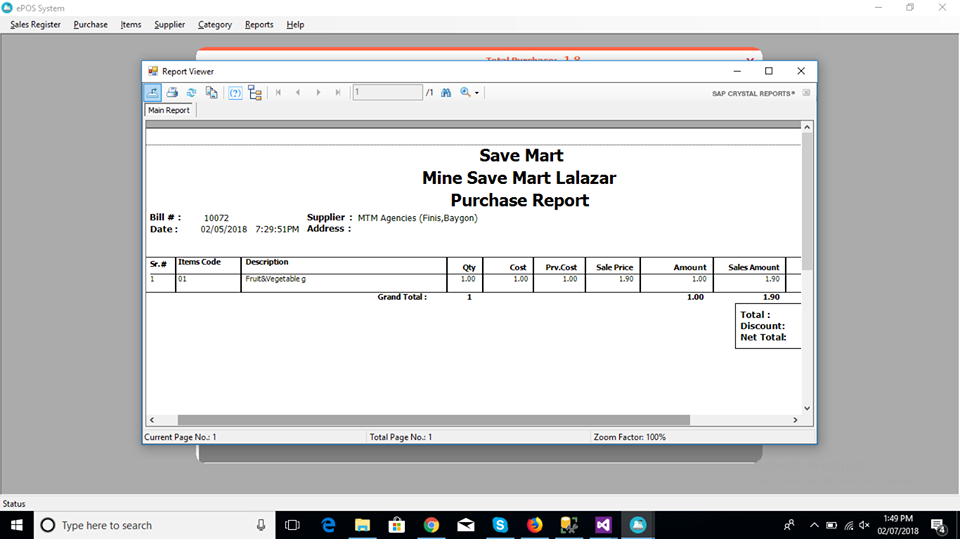 ePOS System
Sales Register Purchase Items Supplier Category Reports Help
Report Viewer
1 /1 SAP CRYSTAL REPORTS®
Main Report
Save Mart
Mine Save Mart Lalazar
Purchase Report
Bill # : 10072 Supplier : MTM Agencies (Finis,Baygon)
Date : 02/05/2018 7:29:51PM Address :
Sr.# Items Code Description Qty Cost Prv.Cost Sale Price Amount Sales Amount
1 01 Fruit&Vegetable g 1.00 1.00 1.00 1.90 1.00 1.90
Grand Total : 1 1.00 1.90
Total :
Discount:
Net Total:
Current Page No.: 1 Total Page No.: 1 Zoom Factor: 100%
Status
Type here to search
1:49 PM
02/07/2018
4